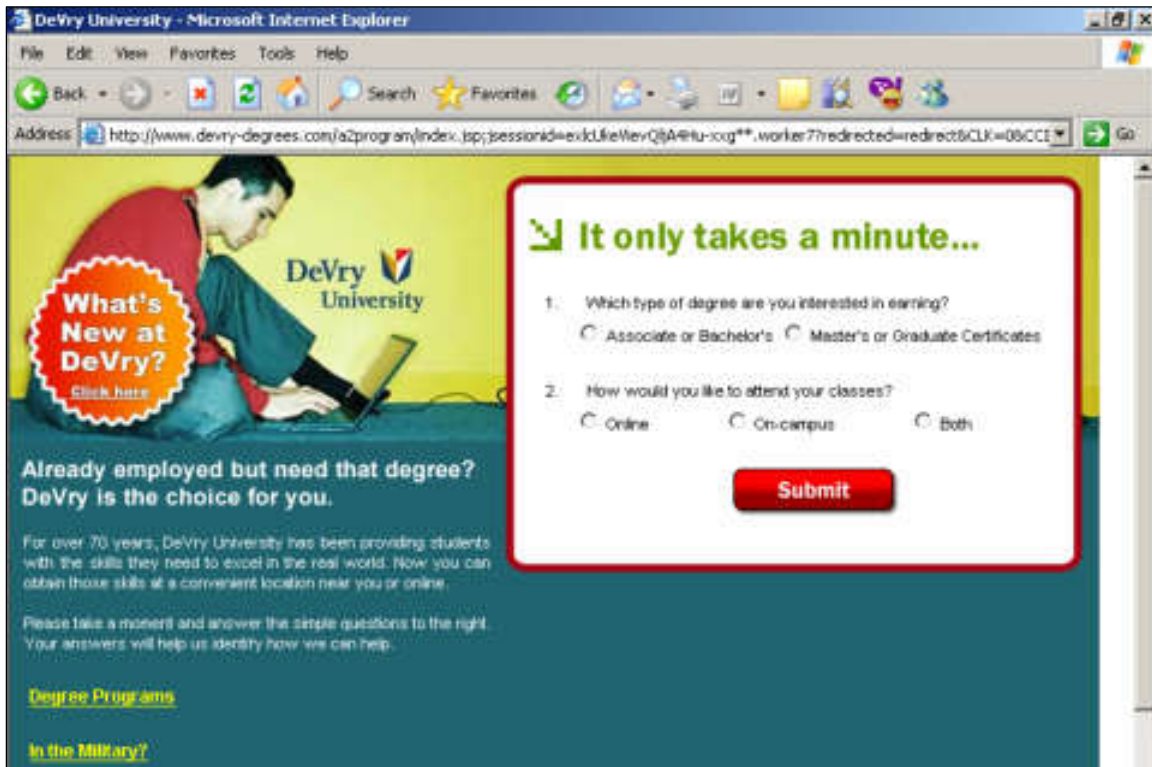 DeVry University - Microsoft Internet Explorer
File Edit View Favorites Tools Help
Back Search Favorites
Address http://www.devry-degrees.com/a2program/index.jsp;jsessionid= Go
DeVry
University
What's
New at
DeVry?
Click here
Already employed but need that degree?
DeVry is the choice for you.
For over 70 years, DeVry University has been providing students
with the skills they need to excel in the real world. Now you can
obtain those skills at a convenient location near you or online.
Please take a moment and answer the simple questions to the right.
Your answers will help us identify how we can help.
Degree Programs
In the Military?
It only takes a minute...
1. Which type of degree are you interested in earning?
Associate or Bachelor's Master's or Graduate Certificates
2. How would you like to attend your classes?
Online On-campus Both
Submit